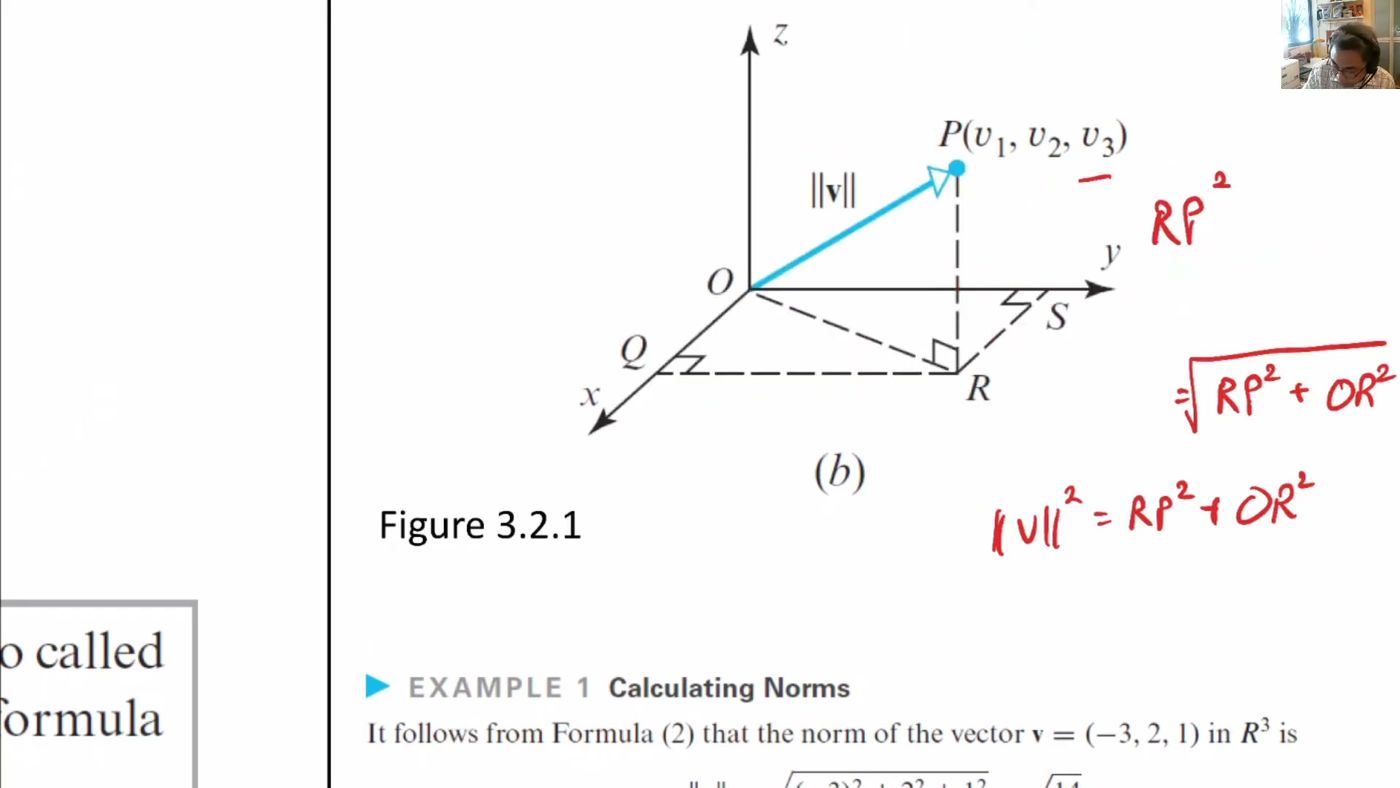 z
P(v₁, v₂, v₃)
||v||
RP²
y
O
S
Q
x
R
= √(RP² + OR²)
(b)
||v||² = RP² + OR²
Figure 3.2.1
o called
formula
EXAMPLE 1 Calculating Norms
It follows from Formula (2) that the norm of the vector v = (−3, 2, 1) in R³ is